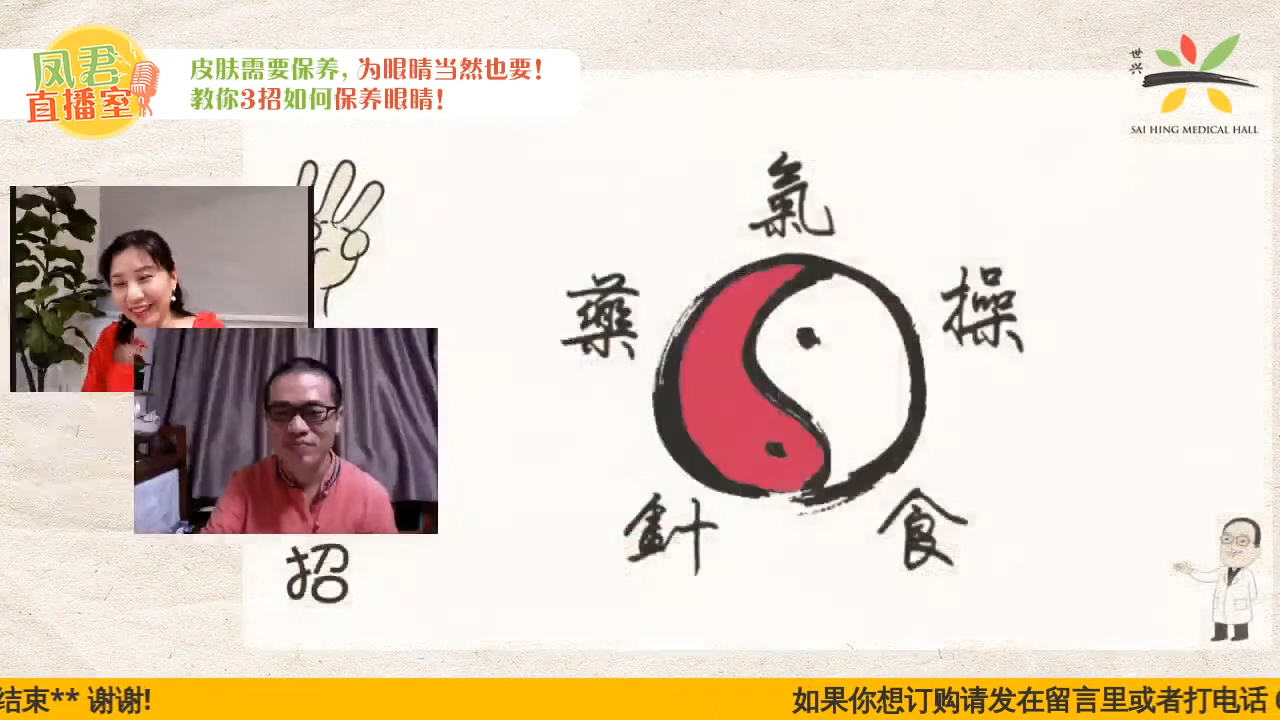 凤君
直播室
皮肤需要保养, 为眼睛当然也要!
教你3招如何保养眼睛!
世兴
SAI HING MEDICAL HALL
氣
藥
操
針
食
招
结束** 谢谢!
如果你想订购请发在留言里或者打电话